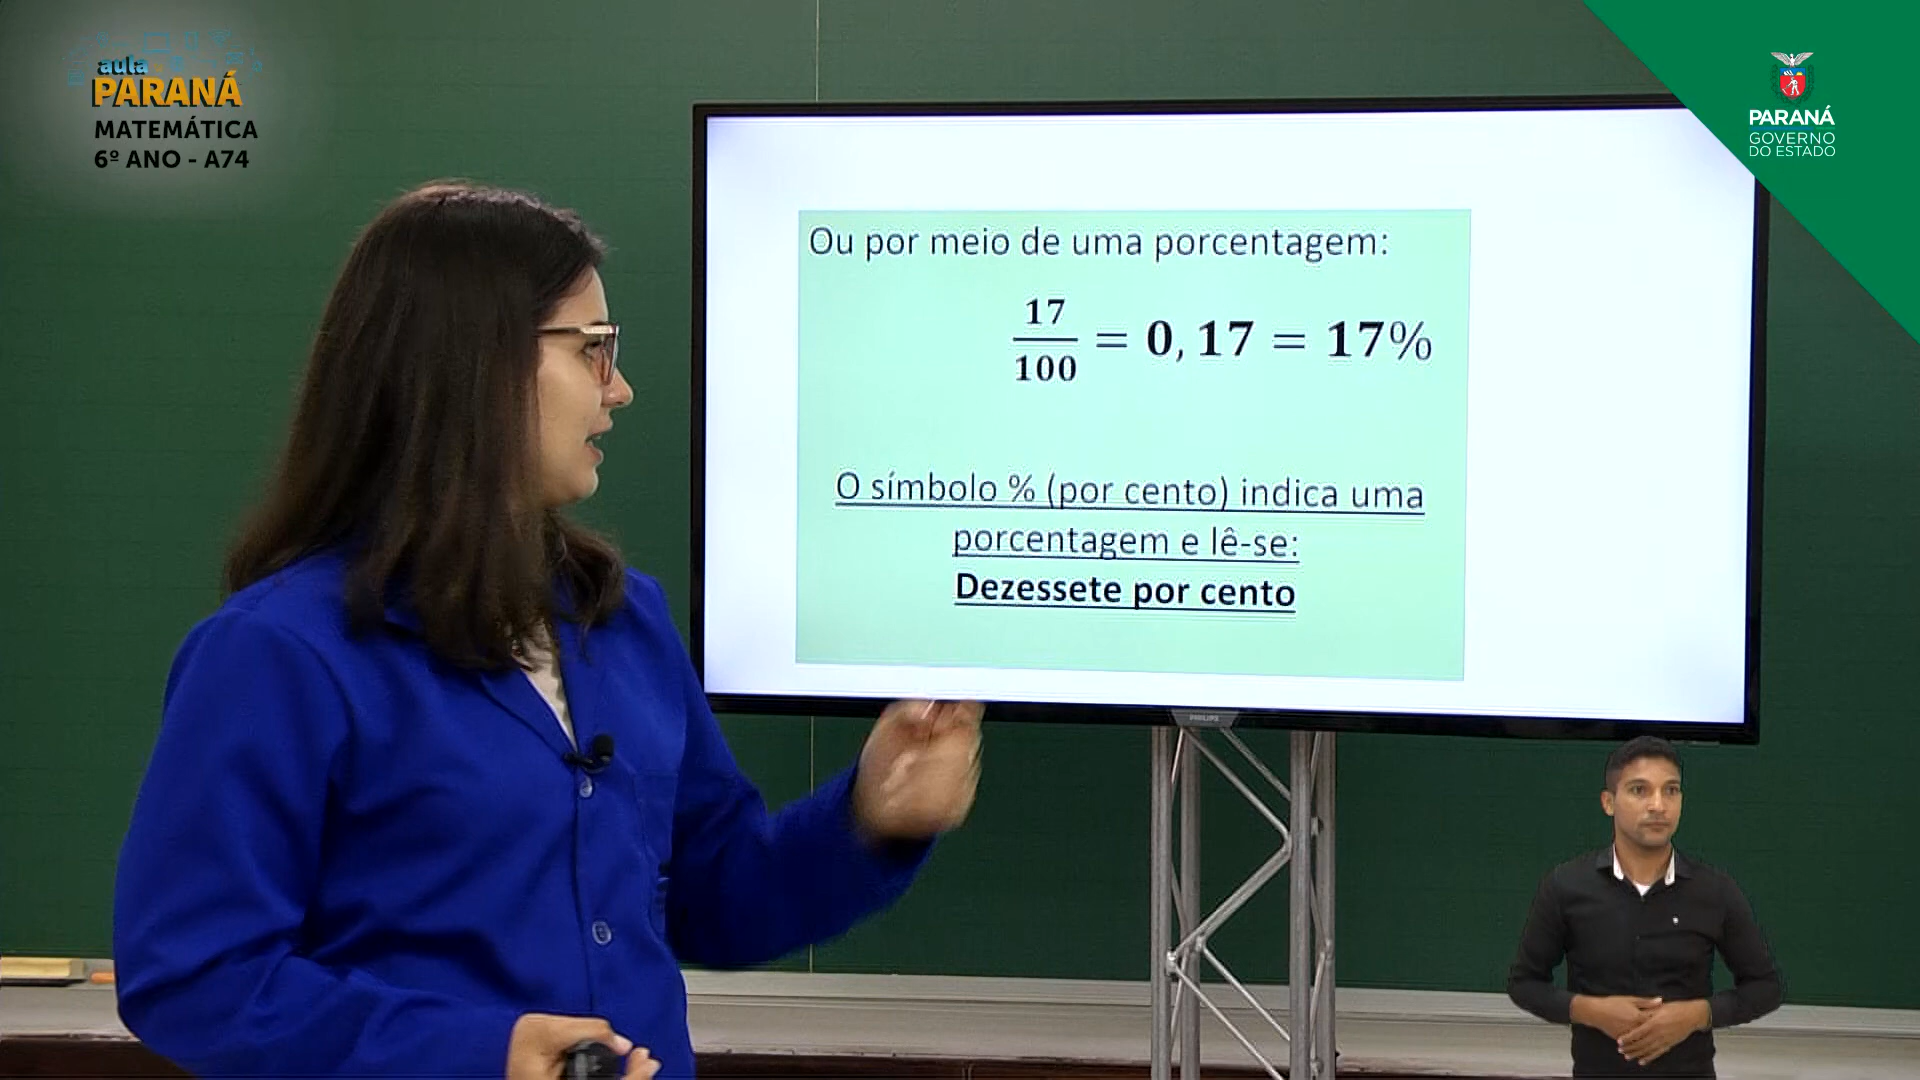 aula
PARANÁ
MATEMÁTICA
6º ANO - A74
PARANÁ
GOVERNO
DO ESTADO
Ou por meio de uma porcentagem:
17/100 = 0, 17 = 17%
O símbolo % (por cento) indica uma
porcentagem e lê-se:
Dezessete por cento
PHILIPS